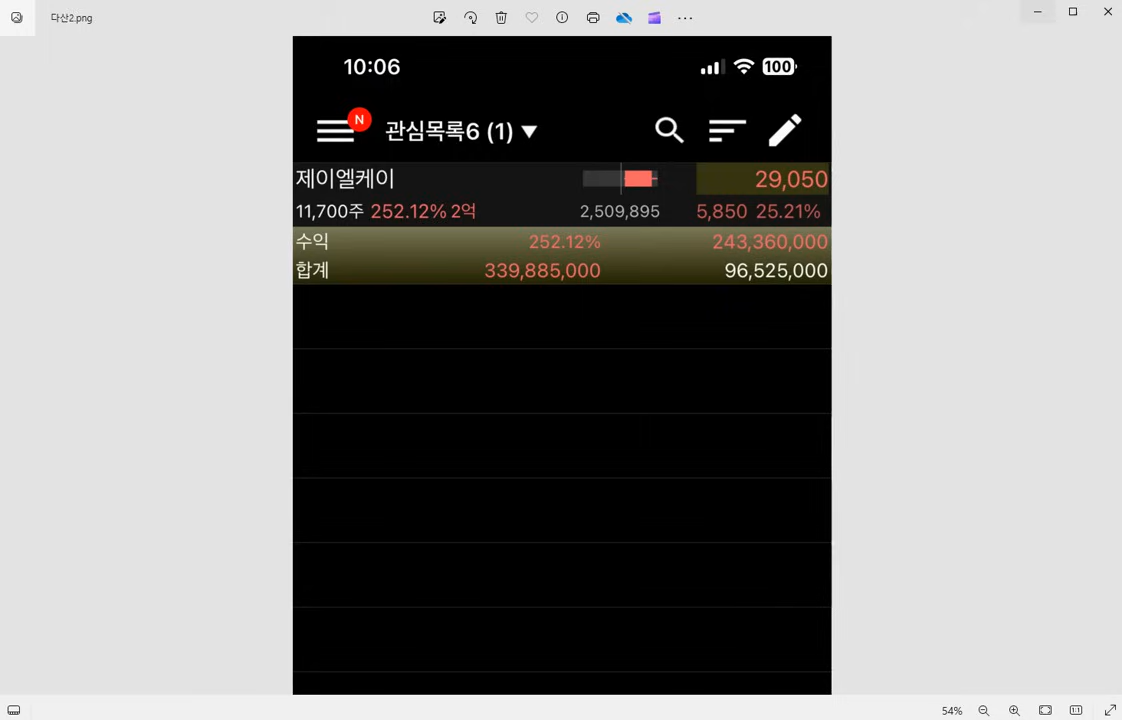 다산2.png
10:06
100
N
관심목록6 (1) ▼
제이엘케이 29,050
11,700주 252.12% 2억 2,509,895 5,850 25.21%
수익 252.12% 243,360,000
합계 339,885,000 96,525,000
54%
1:1